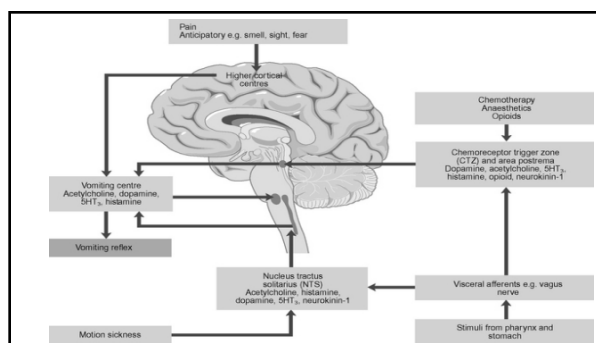 Pain
Anticipatory e.g. smell, sight, fear
Higher cortical
centres
Chemotherapy
Anaesthetics
Opioids
Chemoreceptor trigger zone
(CTZ) and area postrema
Dopamine, acetylcholine, 5HT₃,
histamine, opioid, neurokinin-1
Vomiting centre
Acetylcholine, dopamine,
5HT₃, histamine
Vomiting reflex
Nucleus tractus
solitarius (NTS)
Acetylcholine, histamine,
dopamine, 5HT₃, neurokinin-1
Visceral afferents e.g. vagus
nerve
Motion sickness
Stimuli from pharynx and
stomach